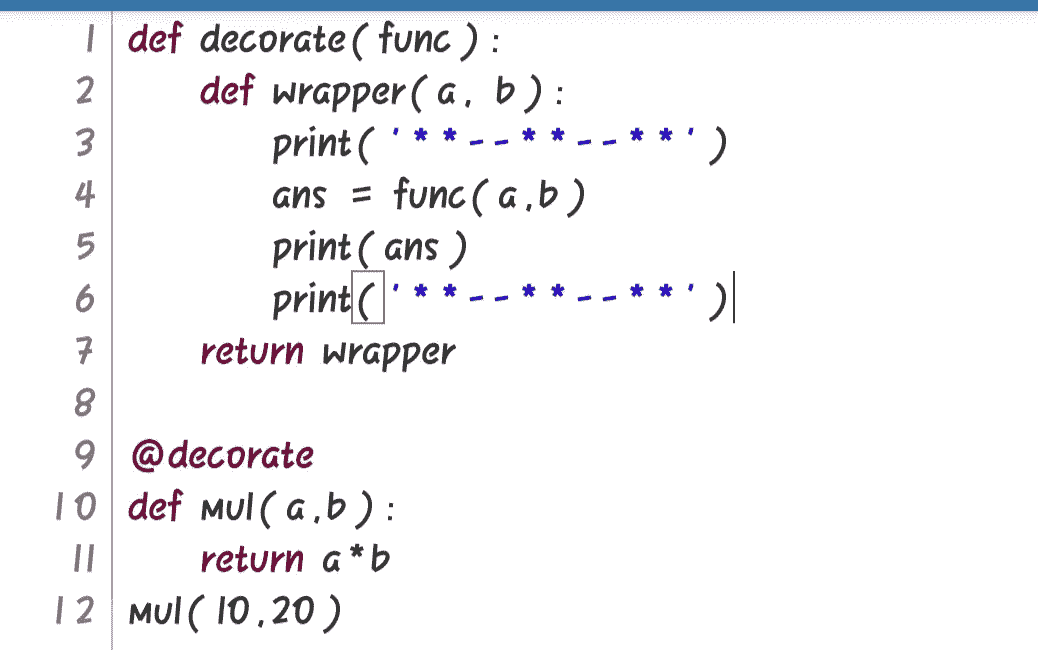 1 def decorate(func):
2     def wrapper(a, b):
3         print('**--**--**')
4         ans = func(a,b)
5         print(ans)
6         print('**--**--**')
7     return wrapper
8
9 @decorate
10 def mul(a,b):
11     return a*b
12 mul(10,20)